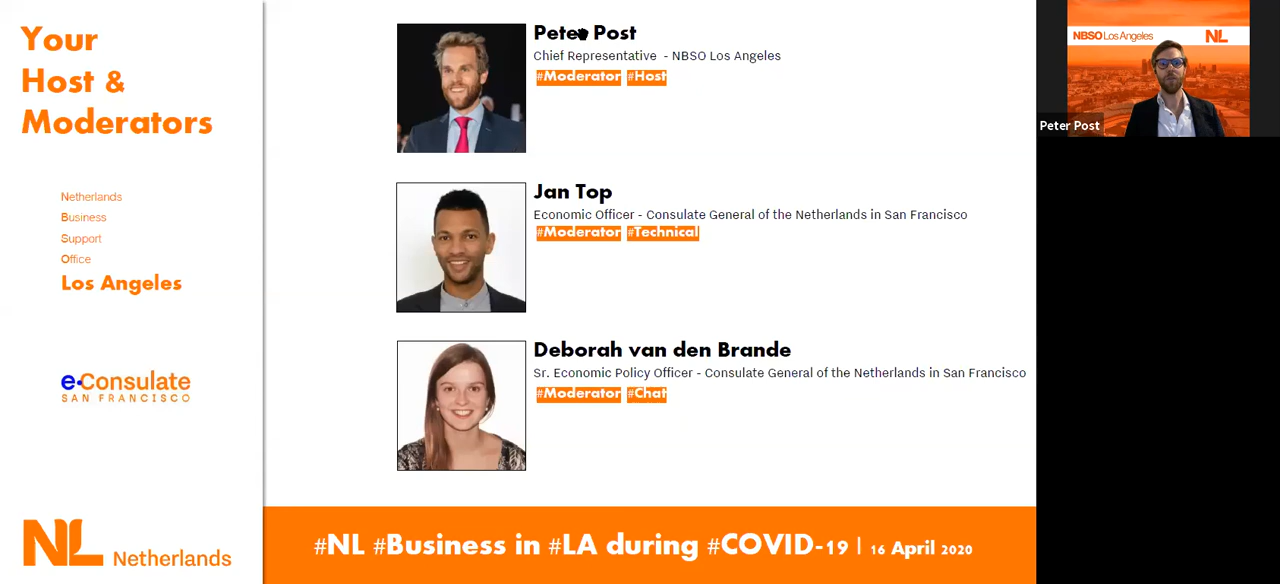 Your
Host &
Moderators
Netherlands
Business
Support
Office
Los Angeles
e·Consulate
SAN FRANCISCO
NL Netherlands
Peter Post
Chief Representative - NBSO Los Angeles
#Moderator #Host
Jan Top
Economic Officer - Consulate General of the Netherlands in San Francisco
#Moderator #Technical
Deborah van den Brande
Sr. Economic Policy Officer - Consulate General of the Netherlands in San Francisco
#Moderator #Chat
#NL #Business in #LA during #COVID-19 | 16 April 2020
NBSO Los Angeles NL
Peter Post